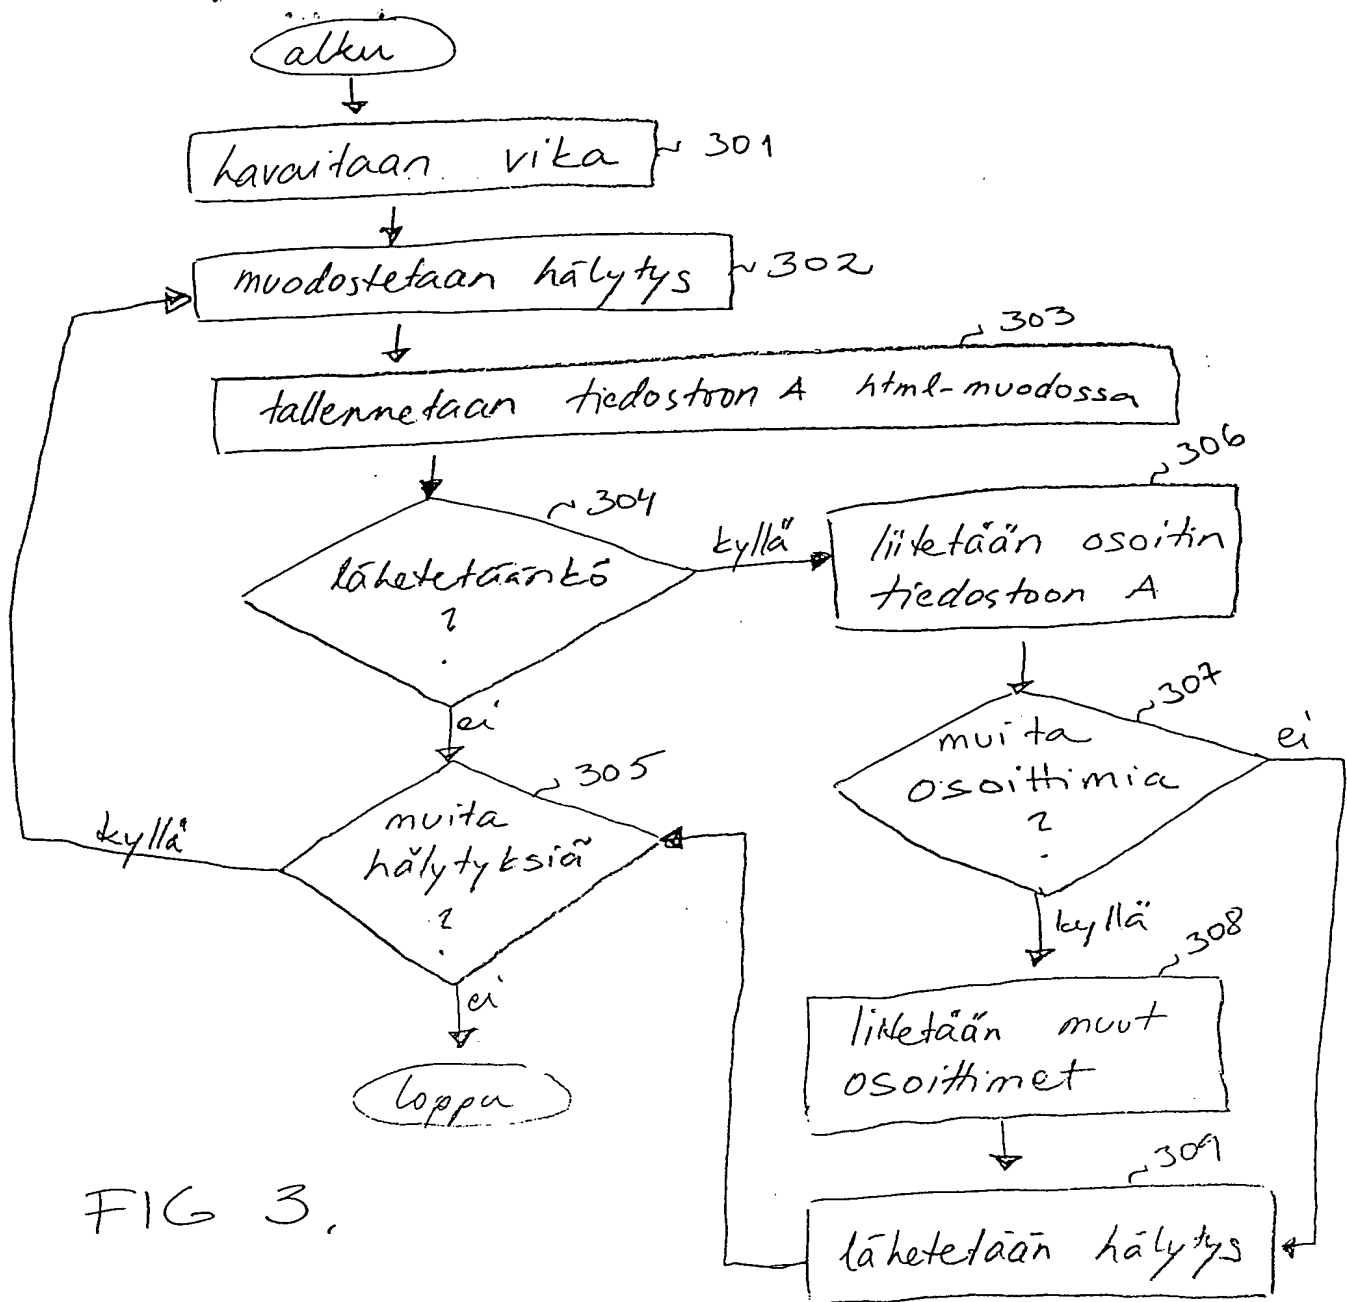 alku
havaitaan vika
301
muodostetaan hälytys
302
303
tallennetaan tiedostoon A html-muodossa
304
lähetetäänkö
?
kyllä
306
liitetään osoitin
tiedostoon A
ei
307
muita
osoittimia
?
ei
305
muita
hälytyksiä
?
kyllä
kyllä
308
liitetään muut
osoittimet
ei
loppu
309
lähetetään hälytys
FIG 3.